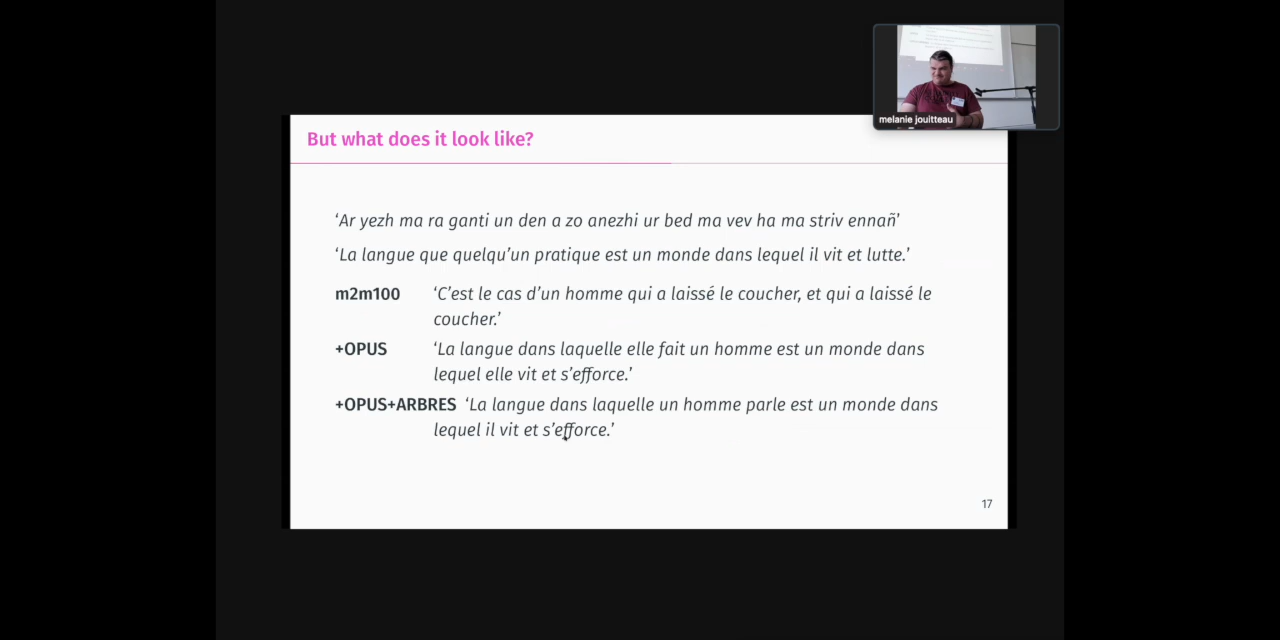 melanie jouitteau
But what does it look like?
‘Ar yezh ma ra ganti un den a zo anezhi ur bed ma vev ha ma striv ennañ’
‘La langue que quelqu’un pratique est un monde dans lequel il vit et lutte.’
m2m100 ‘C’est le cas d’un homme qui a laissé le coucher, et qui a laissé le
coucher.’
+OPUS ‘La langue dans laquelle elle fait un homme est un monde dans
lequel elle vit et s’efforce.’
+OPUS+ARBRES ‘La langue dans laquelle un homme parle est un monde dans
lequel il vit et s’efforce.’
17